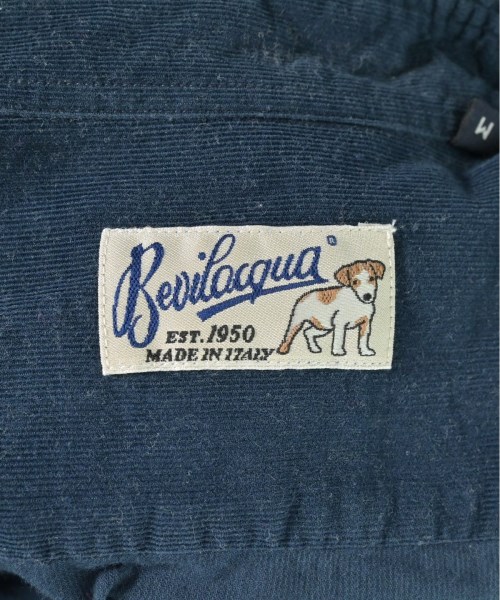 Bevilacqua®
EST. 1950
MADE IN ITALY
M